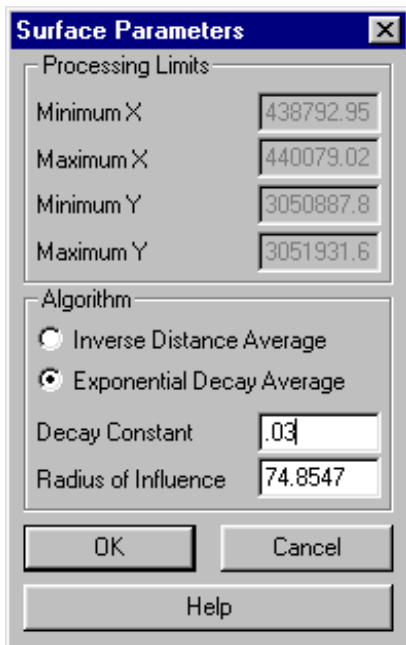 Surface Parameters
Processing Limits
Minimum X 438792.95
Maximum X 440079.02
Minimum Y 3050887.8
Maximum Y 3051931.6
Algorithm
Inverse Distance Average
Exponential Decay Average
Decay Constant .03
Radius of Influence 74.8547
OK Cancel
Help